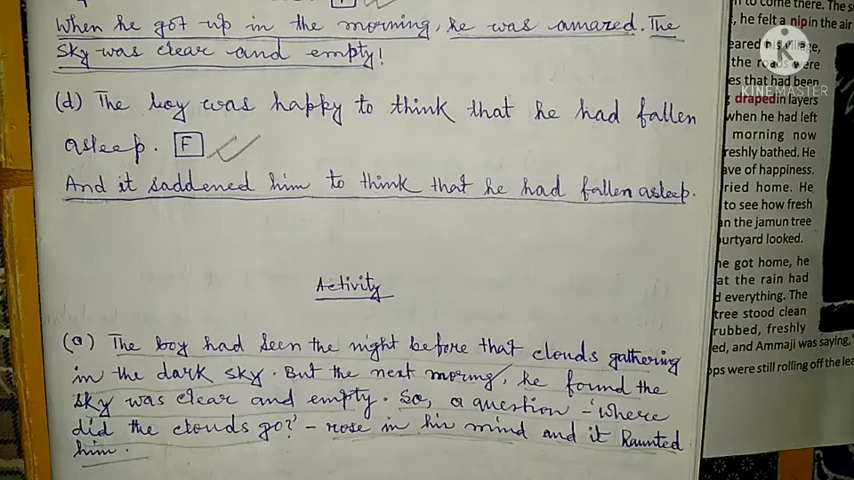 When he got up in the morning, he was amazed. The
sky was clear and empty!
(d) The boy was happy to think that he had fallen
asleep. F
And it saddened him to think that he had fallen asleep.
Activity
(a) The boy had seen the night before that clouds gathering
in the dark sky. But the next morning, he found the
sky was clear and empty. So, a question - 'where
did the clouds go?' - rose in his mind and it haunted
him.
to come there. The
, he felt a nip in the air
eared his village,
the roads were
es that had been
draped in layers
when he had left
morning now
reshly bathed. He
ave of happiness.
ried home. He
to see how fresh
an the jamun tree
urtyard looked.
he got home, he
at the rain had
d everything. The
tree stood clean
rubbed, freshly
ed, and Ammaji was saying,
ops were still rolling off the lea
KINEMASTER